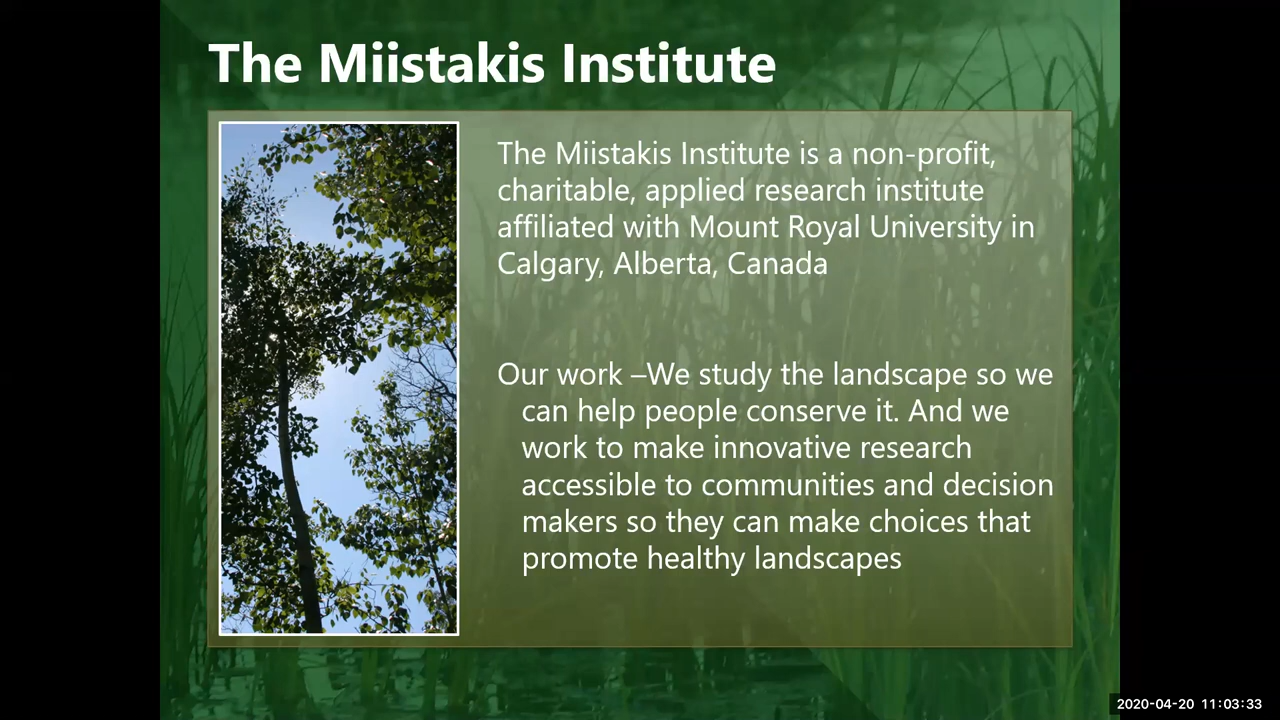 The Miistakis Institute
The Miistakis Institute is a non-profit,
charitable, applied research institute
affiliated with Mount Royal University in
Calgary, Alberta, Canada
Our work –We study the landscape so we
can help people conserve it. And we
work to make innovative research
accessible to communities and decision
makers so they can make choices that
promote healthy landscapes
2020-04-20 11:03:33